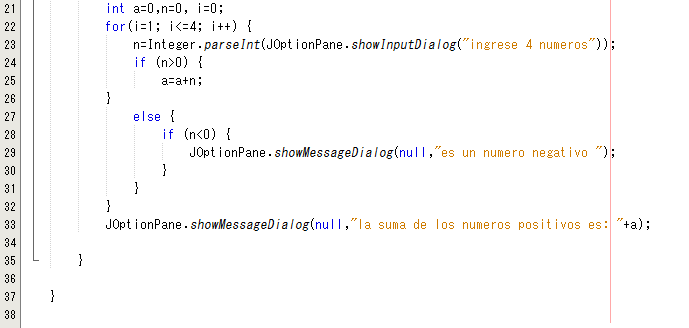 21 int a=0,n=0, i=0;
22 for(i=1; i<=4; i++) {
23 n=Integer.parseInt(JOptionPane.showInputDialog("ingrese 4 numeros"));
24 if (n>0) {
25 a=a+n;
26 }
27 else {
28 if (n<0) {
29 JOptionPane.showMessageDialog(null,"es un numero negativo ");
30 }
31 }
32 }
33 JOptionPane.showMessageDialog(null,"la suma de los numeros positivos es: "+a);
34
35 }
36
37 }
38